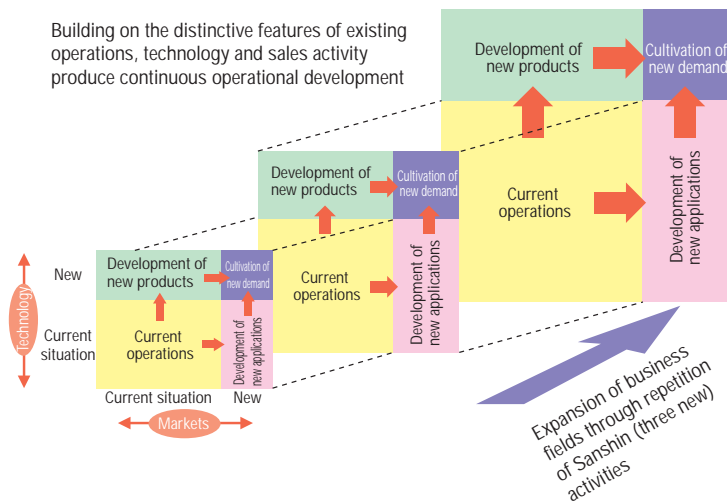 Building on the distinctive features of existing
operations, technology and sales activity
produce continuous operational development
Development of
new products
Cultivation of
new demand
Current
operations
Development of
new applications
Development of
new products
Cultivation of
new demand
Current
operations
Development of
new applications
Technology
New
Current
situation
Development of
new products
Cultivation of
new demand
Current
operations
Development of
new applications
Current situation
New
Markets
Expansion of business
fields through repetition
of Sanshin (three new)
activities